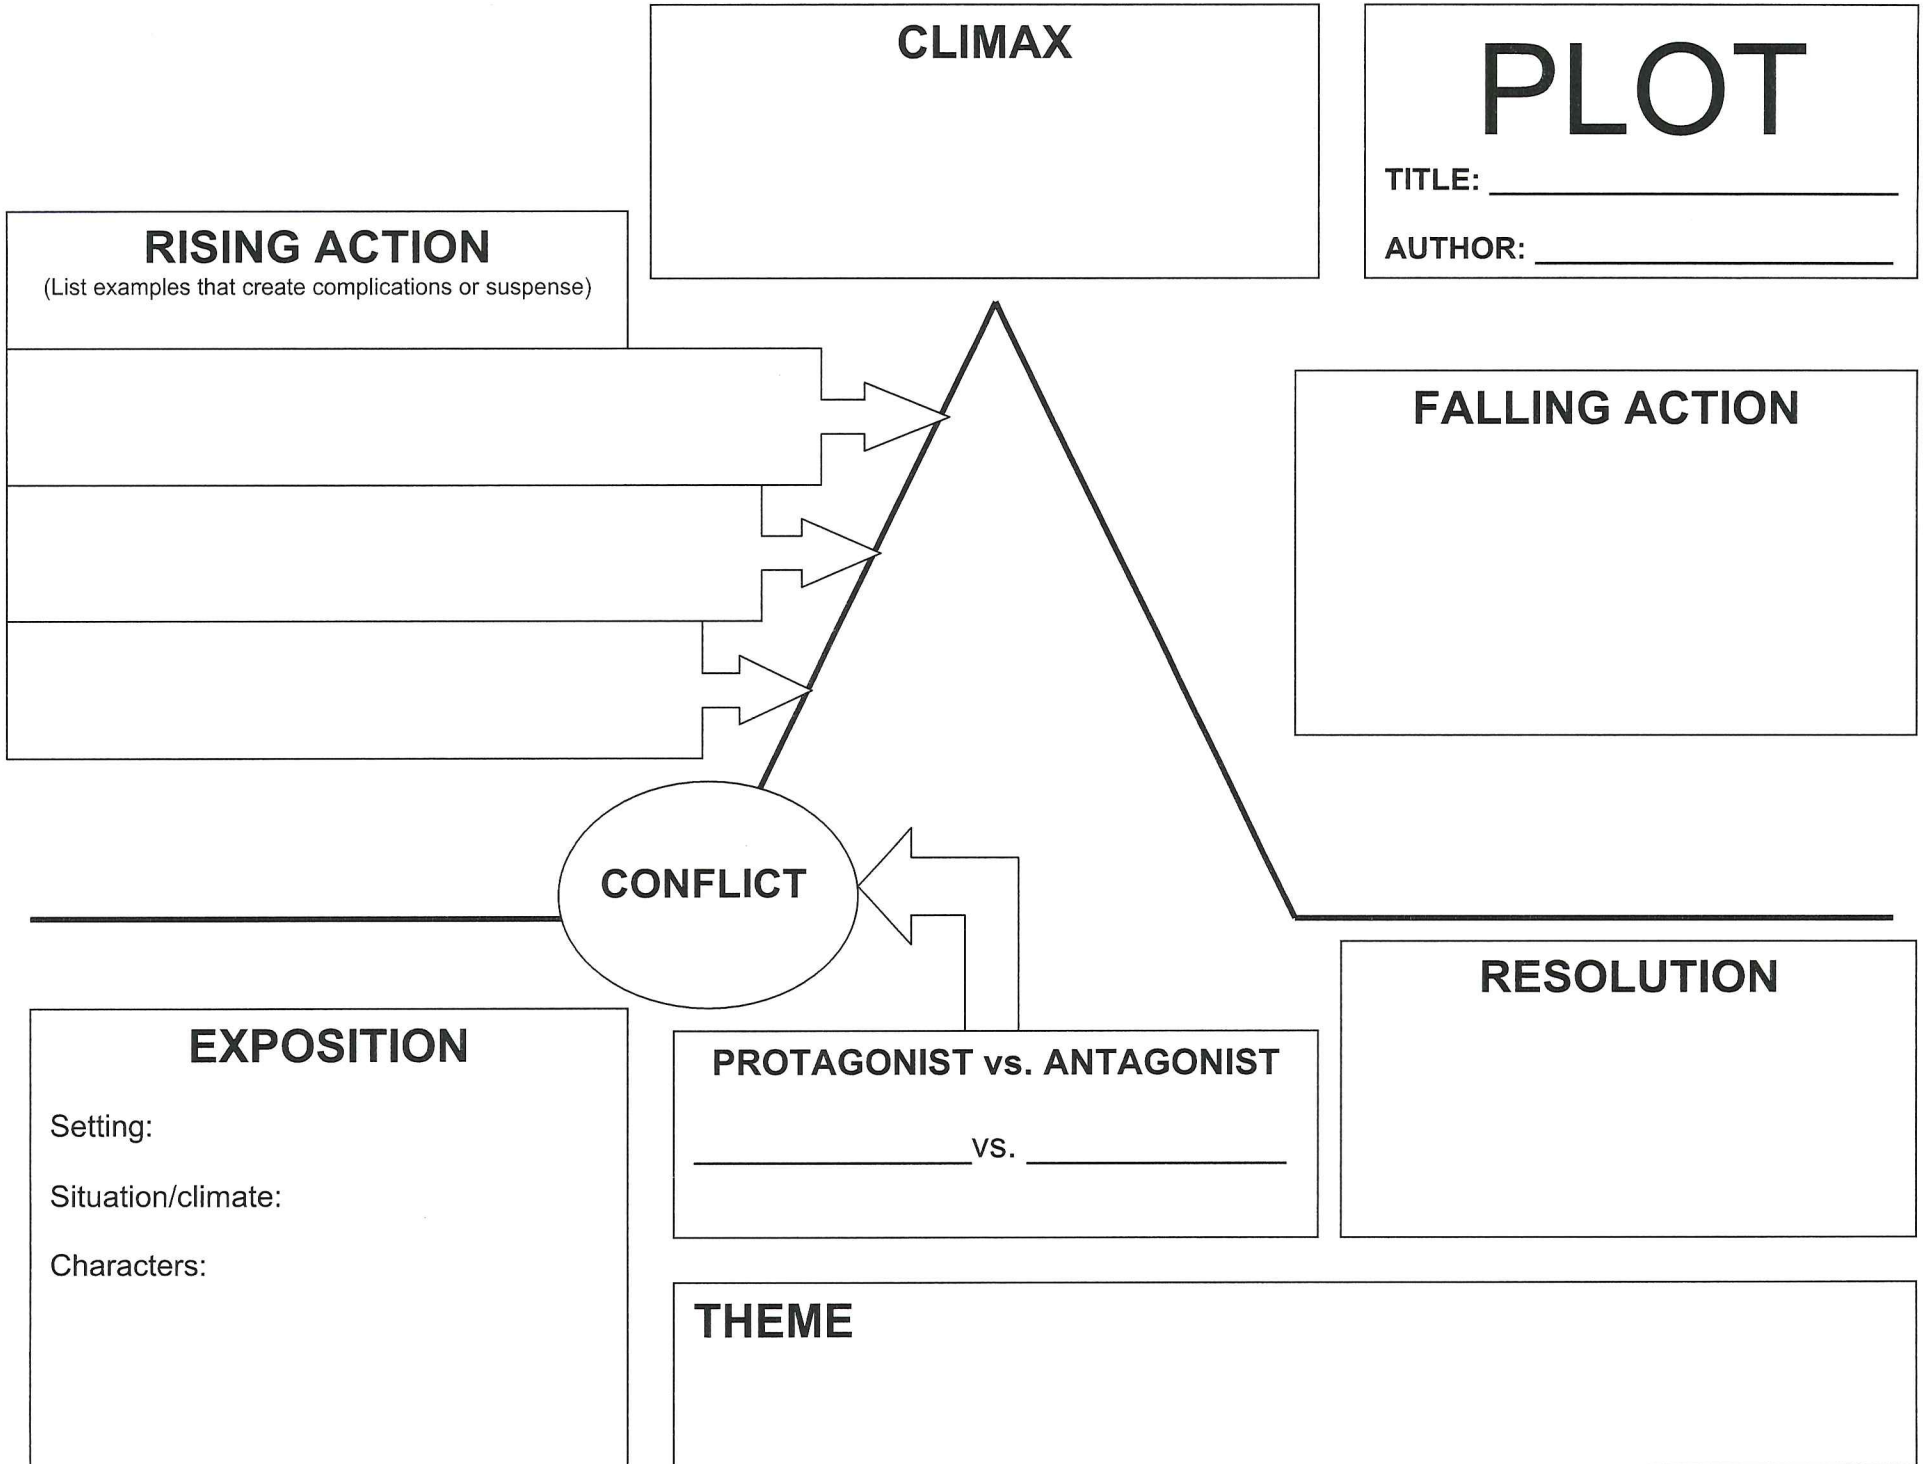 CLIMAX
PLOT
TITLE:
AUTHOR:
RISING ACTION
(List examples that create complications or suspense)
FALLING ACTION
CONFLICT
RESOLUTION
EXPOSITION
Setting:
Situation/climate:
Characters:
PROTAGONIST vs. ANTAGONIST
vs.
THEME